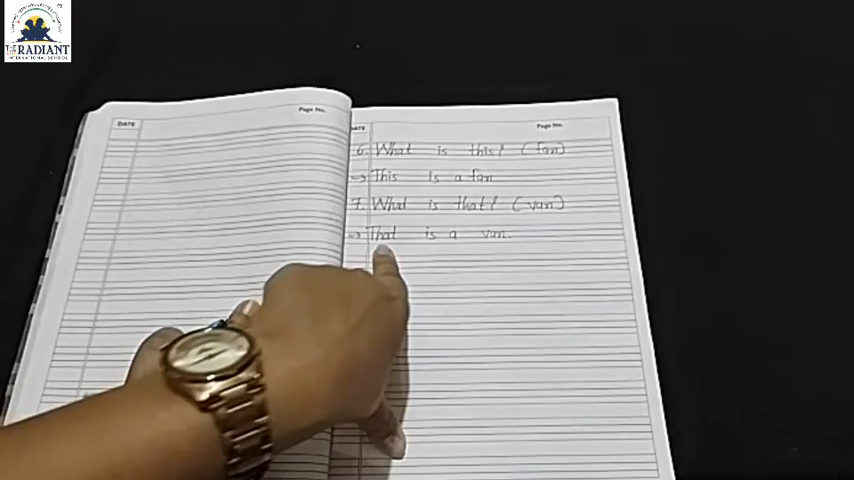 THE RADIANT
INTERNATIONAL SCHOOL
DATE
Page No.
DATE
Page No.
6. What is this? (fan)
→ This is a fan
7. What is that? (van)
→ That is a van.